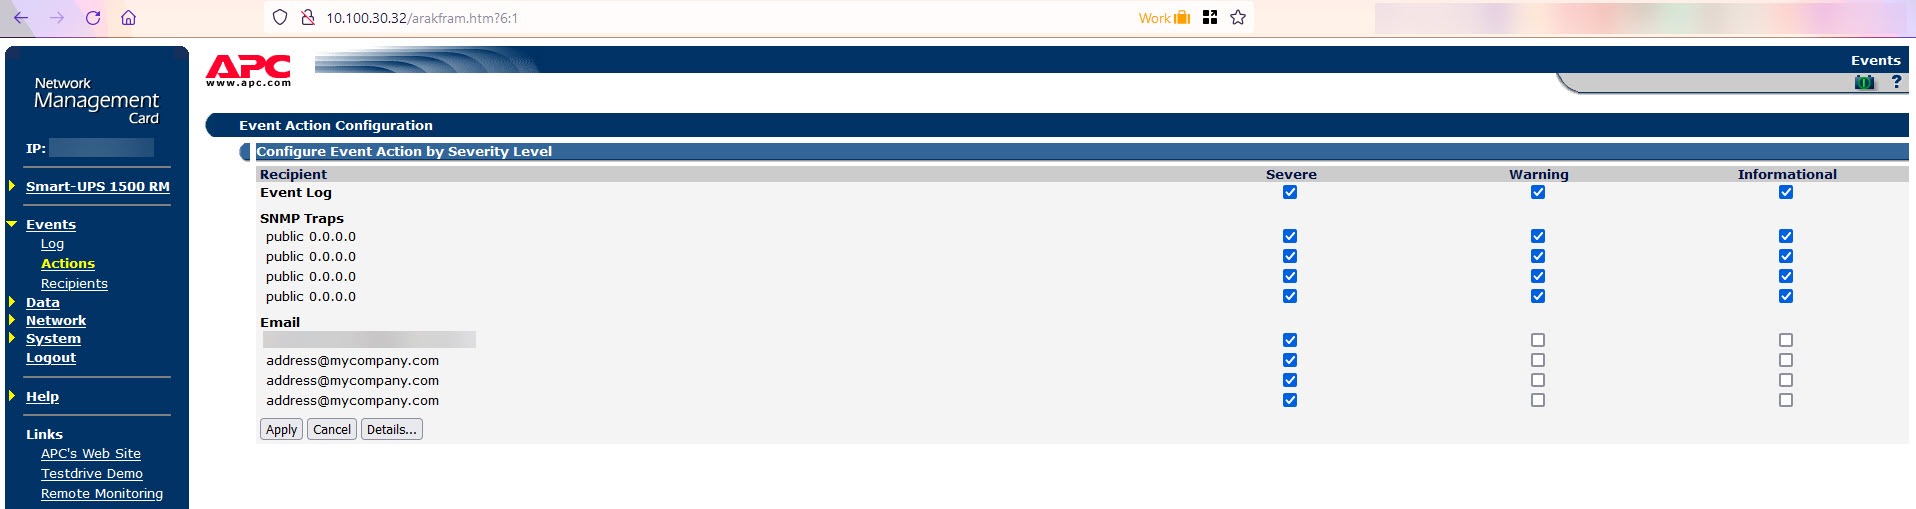 10.100.30.32/arakfram.htm?6:1
Work
Network
Management
Card
IP:
Smart-UPS 1500 RM
Events
Log
Actions
Recipients
Data
Network
System
Logout
Help
Links
APC's Web Site
Testdrive Demo
Remote Monitoring
APC
www.apc.com
Events
?
Event Action Configuration
Configure Event Action by Severity Level
Recipient Severe Warning Informational
Event Log
SNMP Traps
public 0.0.0.0
public 0.0.0.0
public 0.0.0.0
public 0.0.0.0
Email
address@mycompany.com
address@mycompany.com
address@mycompany.com
Apply Cancel Details...